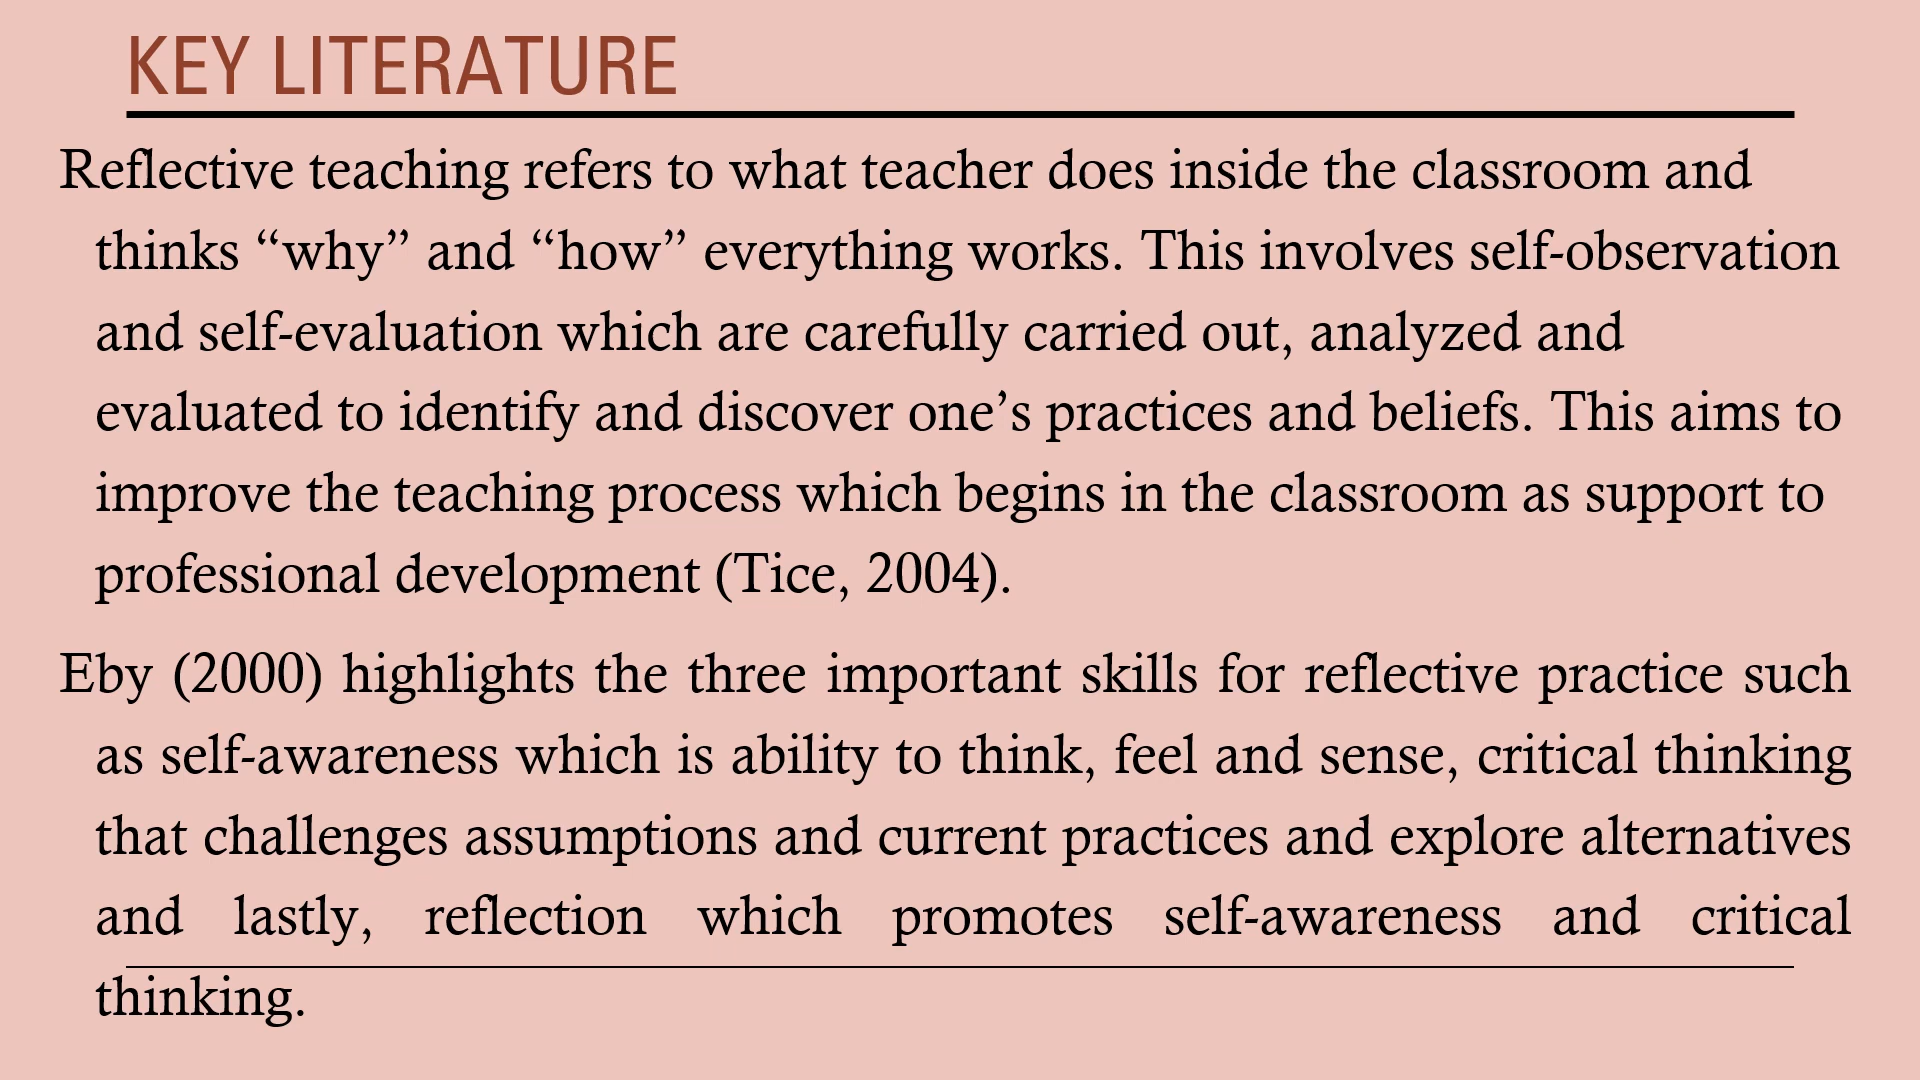 KEY LITERATURE
Reflective teaching refers to what teacher does inside the classroom and
thinks “why” and “how” everything works. This involves self-observation
and self-evaluation which are carefully carried out, analyzed and
evaluated to identify and discover one’s practices and beliefs. This aims to
improve the teaching process which begins in the classroom as support to
professional development (Tice, 2004).
Eby (2000) highlights the three important skills for reflective practice such
as self-awareness which is ability to think, feel and sense, critical thinking
that challenges assumptions and current practices and explore alternatives
and lastly, reflection which promotes self-awareness and critical
thinking.